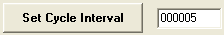 Set Cycle Interval 000005